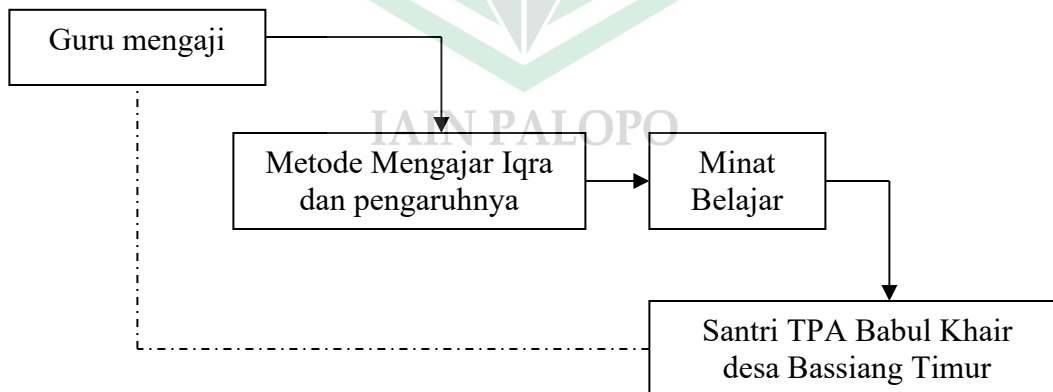 Guru mengaji
IAIN PALOPO
Metode Mengajar Iqra
dan pengaruhnya
Minat
Belajar
Santri TPA Babul Khair
desa Bassiang Timur